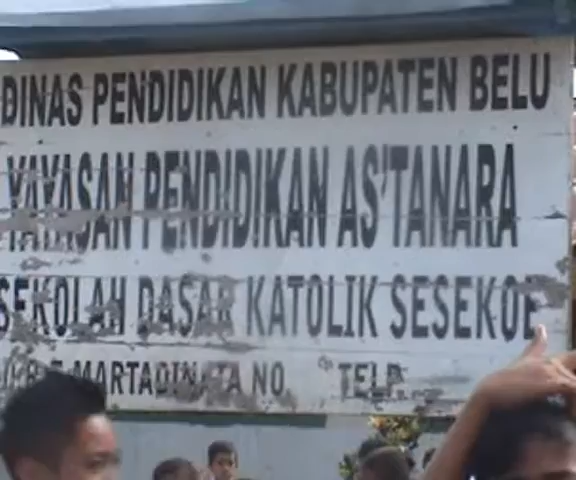 DINAS PENDIDIKAN KABUPATEN BELU
YAYASAN PENDIDIKAN AS'TANARA
SEKOLAH DASAR KATOLIK SESEKOE
MARTADINATA NO. TELP.